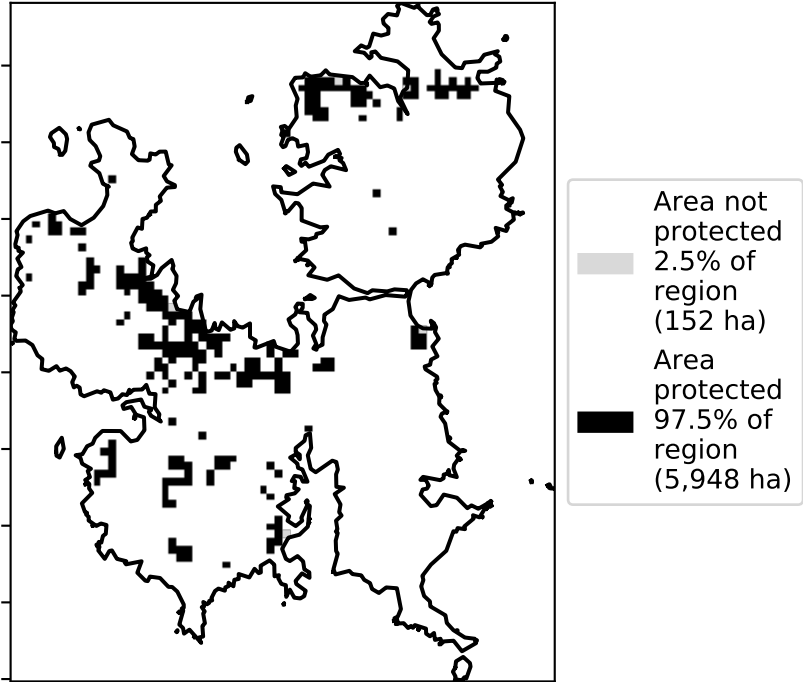 Area not
protected
2.5% of
region
(152 ha)
Area
protected
97.5% of
region
(5,948 ha)